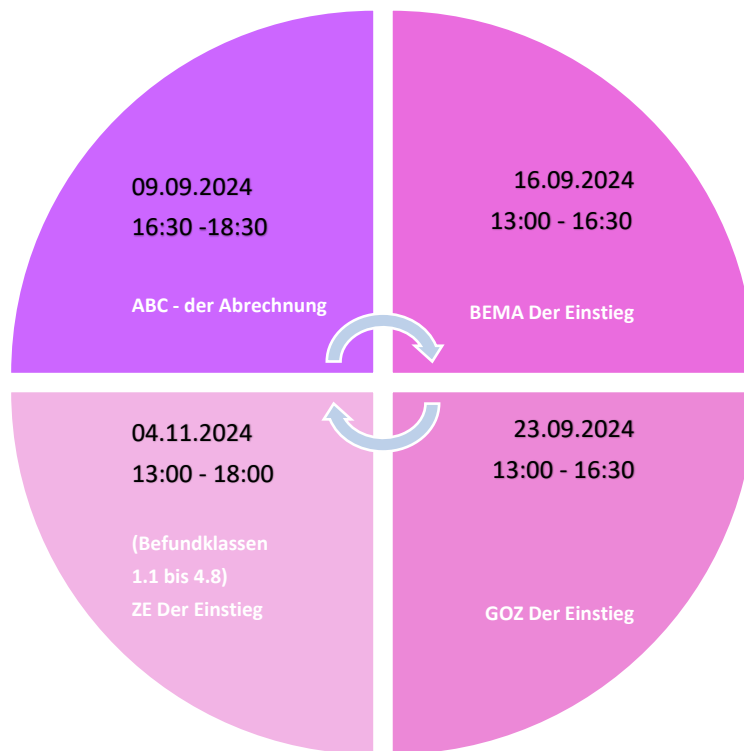 09.09.2024
16:30 -18:30
ABC - der Abrechnung
16.09.2024
13:00 - 16:30
BEMA Der Einstieg
04.11.2024
13:00 - 18:00
(Befundklassen
1.1 bis 4.8)
ZE Der Einstieg
23.09.2024
13:00 - 16:30
GOZ Der Einstieg